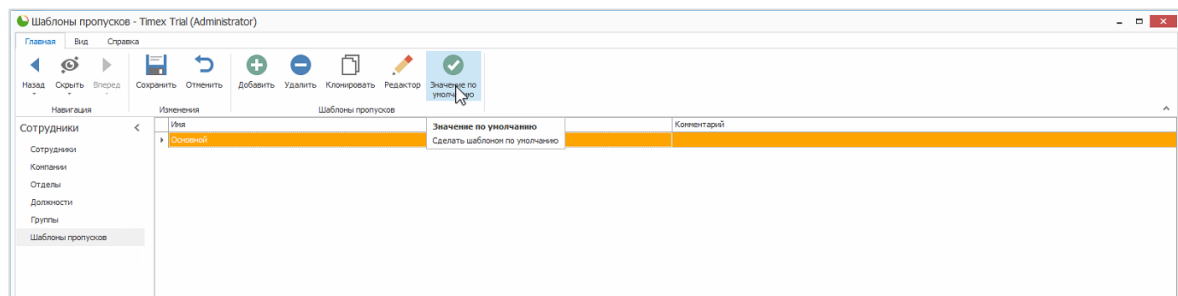 Шаблоны пропусков - Timex Trial (Administrator)
Главная Вид Справка
Назад Скрыть Вперед Сохранить Отменить Добавить Удалить Клонировать Редактор Значение по
умолчанию
Навигация Изменения Шаблоны пропусков
Сотрудники
Имя Комментарий
Значение по умолчанию
Основной
Сделать шаблоном по умолчанию
Сотрудники
Компании
Отделы
Должности
Группы
Шаблоны пропусков